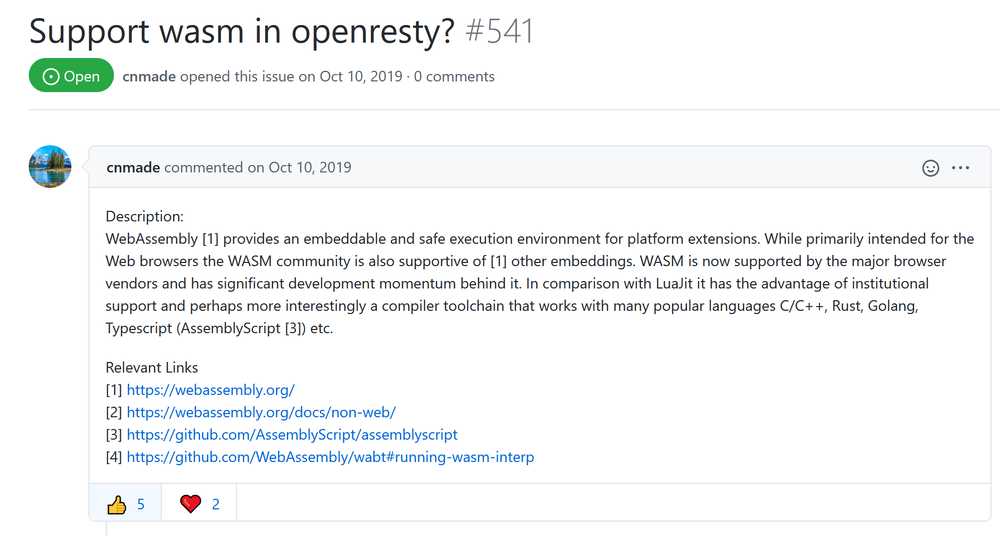 Support wasm in openresty? #541
Open cnmade opened this issue on Oct 10, 2019 · 0 comments
cnmade commented on Oct 10, 2019
Description:
WebAssembly [1] provides an embeddable and safe execution environment for platform extensions. While primarily intended for the
Web browsers the WASM community is also supportive of [1] other embeddings. WASM is now supported by the major browser
vendors and has significant development momentum behind it. In comparison with LuaJit it has the advantage of institutional
support and perhaps more interestingly a compiler toolchain that works with many popular languages C/C++, Rust, Golang,
Typescript (AssemblyScript [3]) etc.
Relevant Links
[1] https://webassembly.org/
[2] https://webassembly.org/docs/non-web/
[3] https://github.com/AssemblyScript/assemblyscript
[4] https://github.com/WebAssembly/wabt#running-wasm-interp
5 2